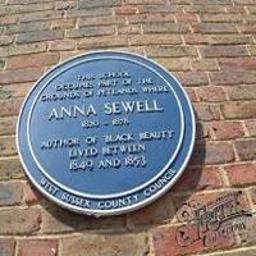 THIS SCHOOL
OCCUPIES PART OF THE
GROUNDS OF PETLANDS WHERE
ANNA SEWELL
1820 - 1878
AUTHOR OF 'BLACK BEAUTY'
LIVED BETWEEN
1849 AND 1853
WEST SUSSEX COUNTY COUNCIL